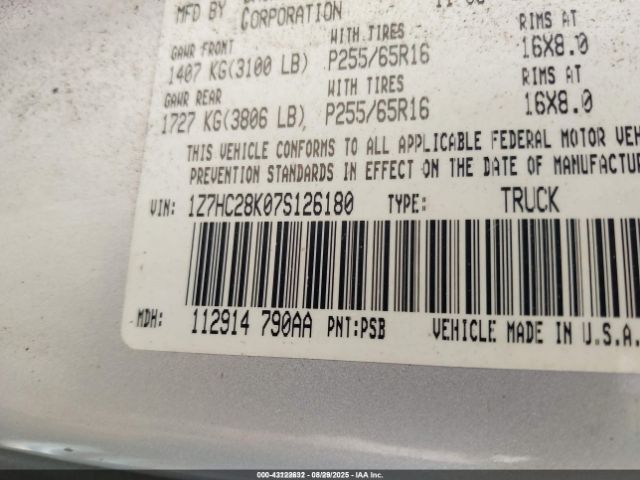 MFD BY
CORPORATION
GAWR FRONT WITH TIRES RIMS AT
1407 KG(3100 LB) P255/65R16 16X8.0
GAWR REAR WITH TIRES RIMS AT
1727 KG(3806 LB) P255/65R16 16X8.0
THIS VEHICLE CONFORMS TO ALL APPLICABLE FEDERAL MOTOR VEH
PREVENTION STANDARDS IN EFFECT ON THE DATE OF MANUFACTUR
VIN: 1Z7HC28K07S126180 TYPE: TRUCK
MDH: 112914 790AA PNT:PSB VEHICLE MADE IN U.S.A.
000-43123632 - 08/29/2025 - IAA Inc.